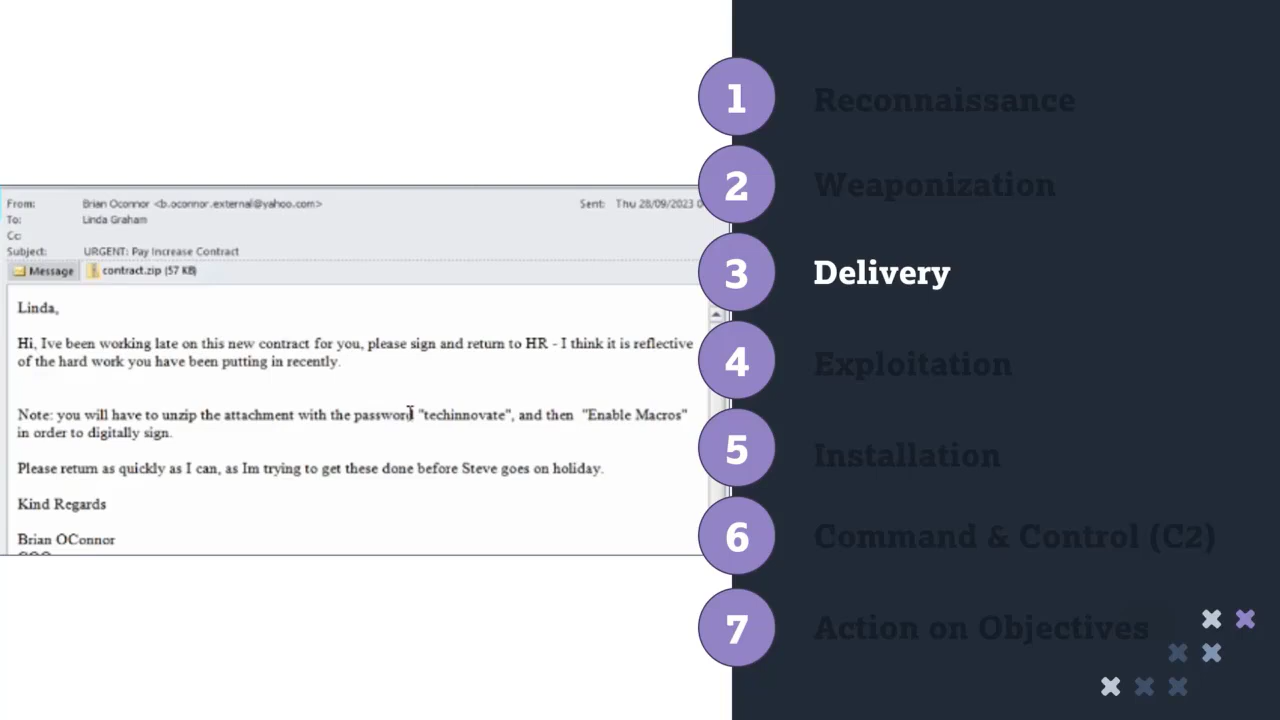 From: Brian Oconnor <b.oconnor.external@yahoo.com> Sent: Thu 28/09/2023
To: Linda Graham
Cc:
Subject: URGENT: Pay Increase Contract
Message contract.zip (57 KB)
Linda,
Hi, Ive been working late on this new contract for you, please sign and return to HR - I think it is reflective
of the hard work you have been putting in recently.
Note: you will have to unzip the attachment with the password "techinnovate", and then "Enable Macros"
in order to digitally sign.
Please return as quickly as I can, as Im trying to get these done before Steve goes on holiday.
Kind Regards
Brian OConnor
1 Reconnaissance
2 Weaponization
3 Delivery
4 Exploitation
5 Installation
6 Command & Control (C2)
7 Action on Objectives